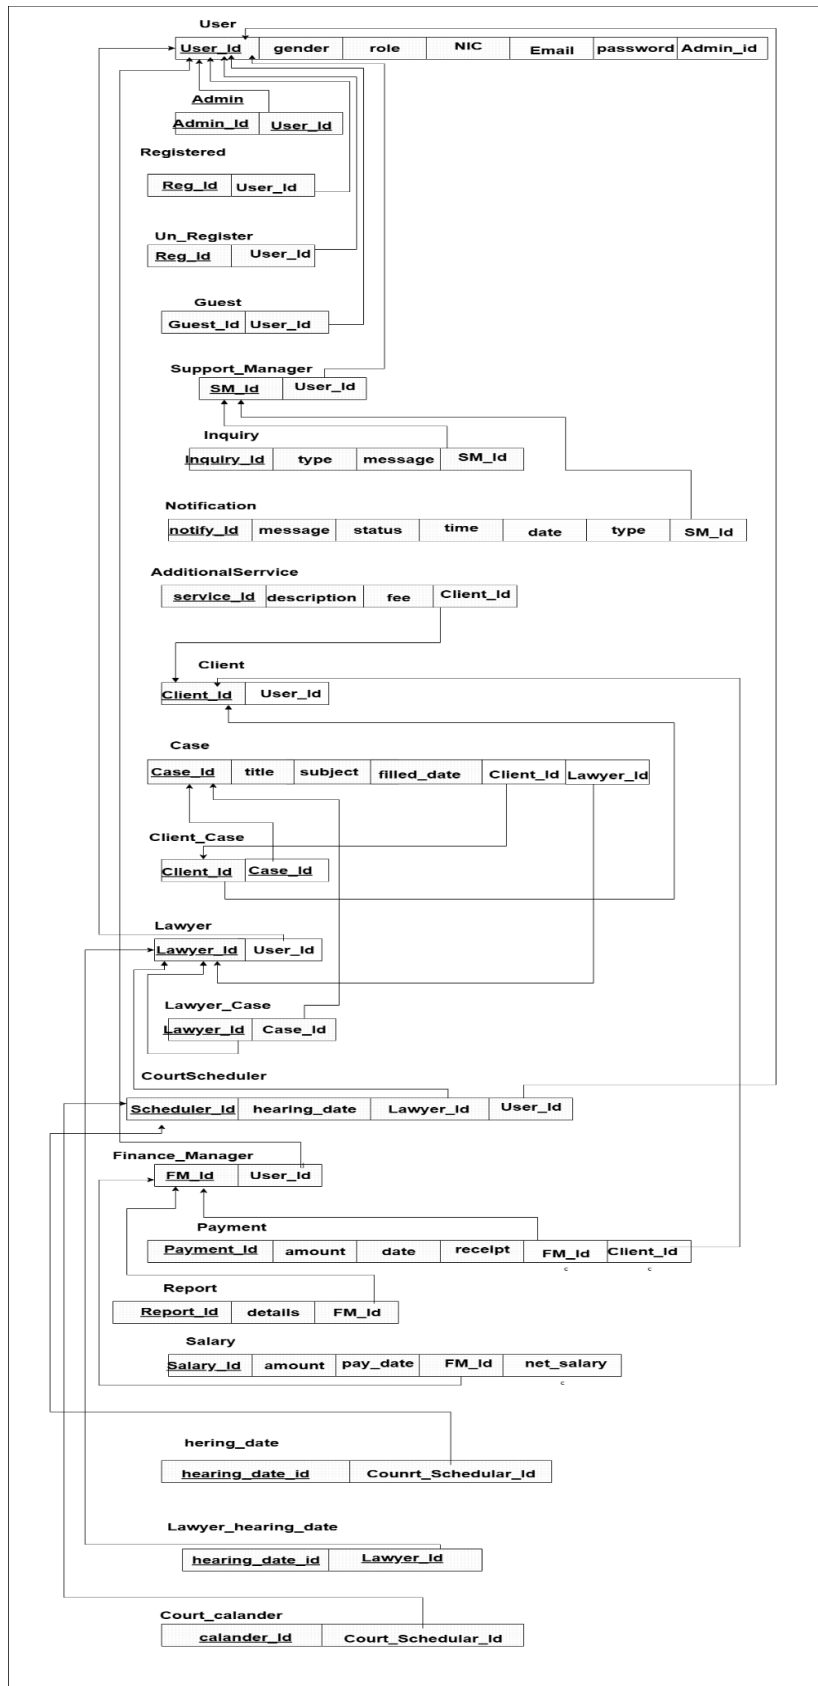 User
User_Id gender role NIC Email password Admin_id
Admin
Admin_Id User_Id
Registered
Reg_Id User_Id
Un_Register
Reg_Id User_Id
Guest
Guest_Id User_Id
Support_Manager
SM_Id User_Id
Inquiry
Inquiry_Id type message SM_Id
Notification
notify_Id message status time date type SM_Id
AdditionalSerrvice
service_Id description fee Client_Id
Client
Client_Id User_Id
Case
Case_Id title subject filled_date Client_Id Lawyer_Id
Client_Case
Client_Id Case_Id
Lawyer
Lawyer_Id User_Id
Lawyer_Case
Lawyer_Id Case_Id
CourtScheduler
Scheduler_Id hearing_date Lawyer_Id User_Id
Finance_Manager
FM_Id User_Id
Payment
Payment_Id amount date receipt FM_Id Client_Id
c c
Report
Report_Id details FM_Id
Salary
Salary_Id amount pay_date FM_Id net_salary
c
hering_date
hearing_date_id Counrt_Schedular_Id
Lawyer_hearing_date
hearing_date_id Lawyer_Id
Court_calander
calander_Id Court_Schedular_Id